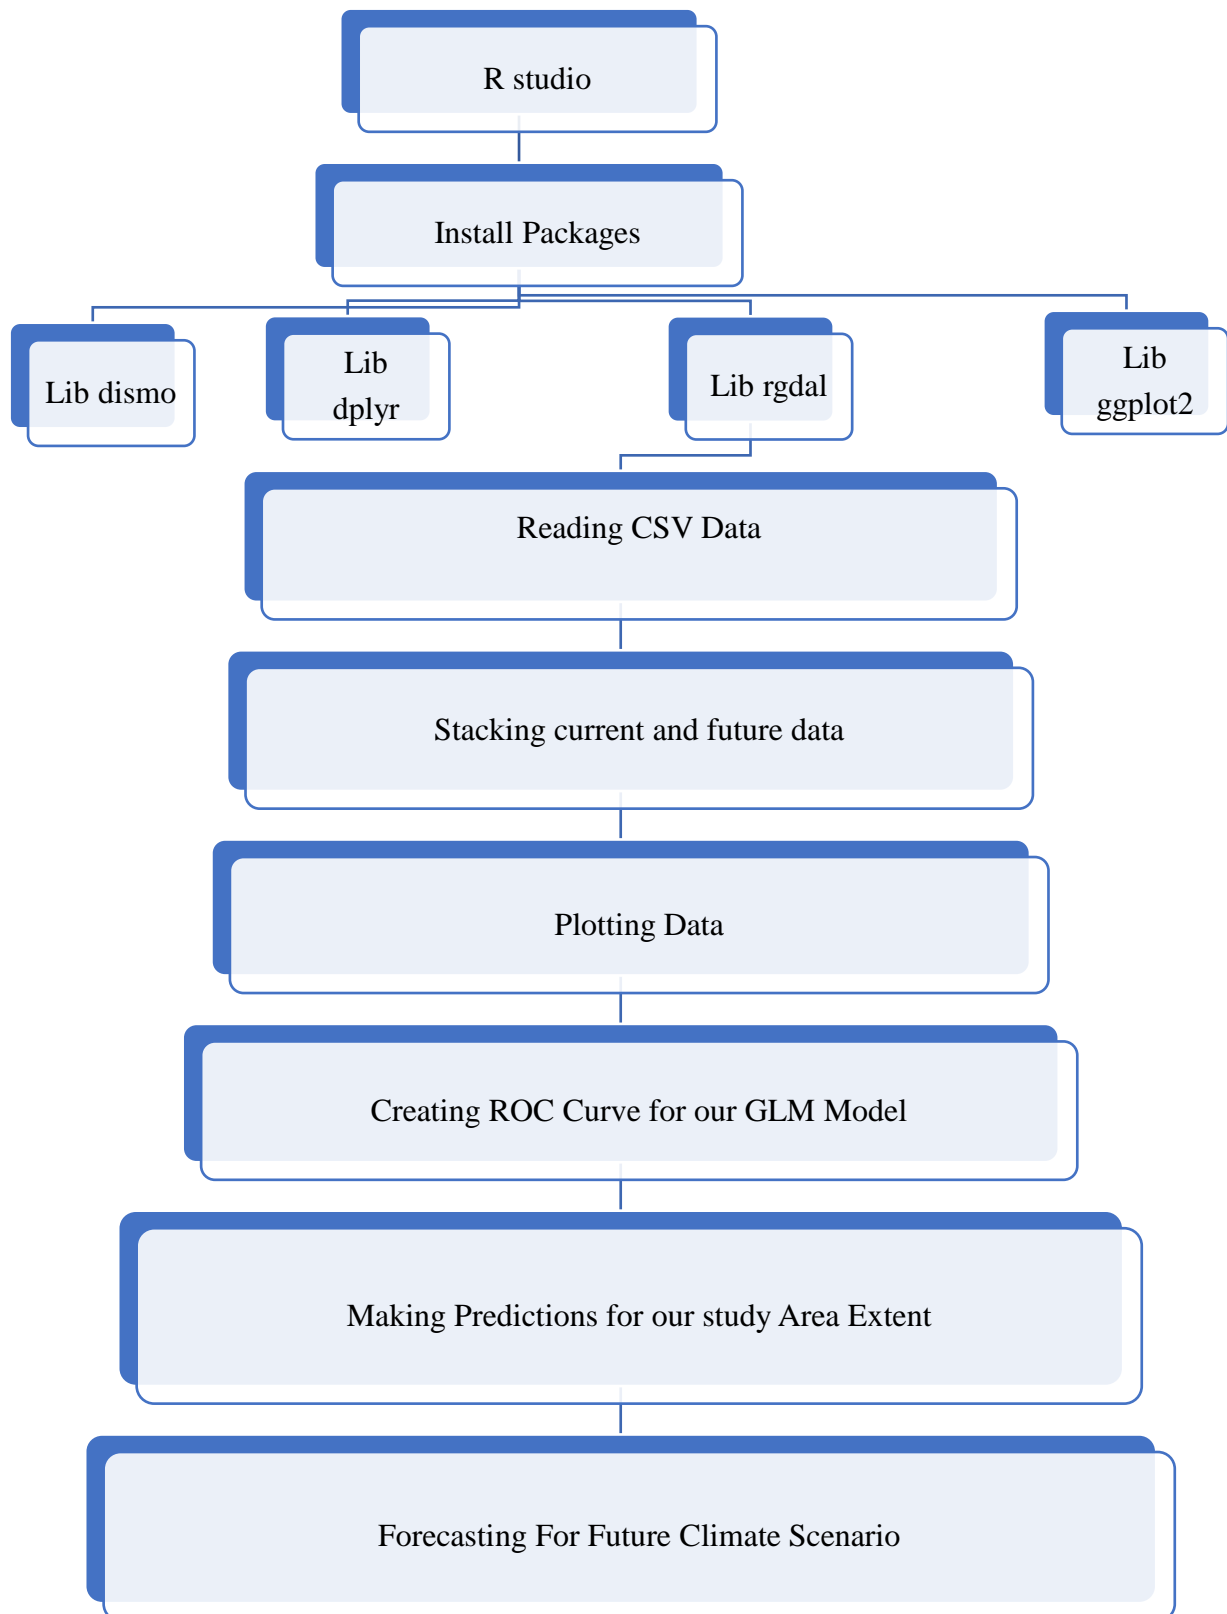 R studio
Install Packages
Lib dismo
Lib
dplyr
Lib rgdal
Lib
ggplot2
Reading CSV Data
Stacking current and future data
Plotting Data
Creating ROC Curve for our GLM Model
Making Predictions for our study Area Extent
Forecasting For Future Climate Scenario